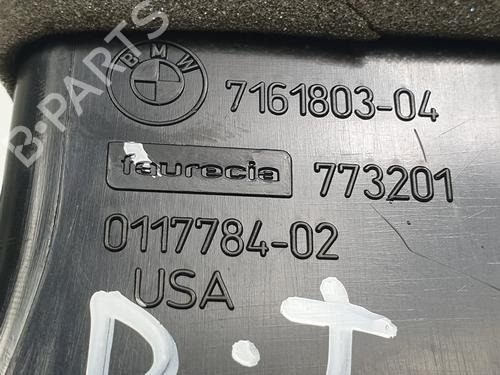 BMW
B-PARTS
7161803-04
faurecia
773201
0117784-02
USA
D.I